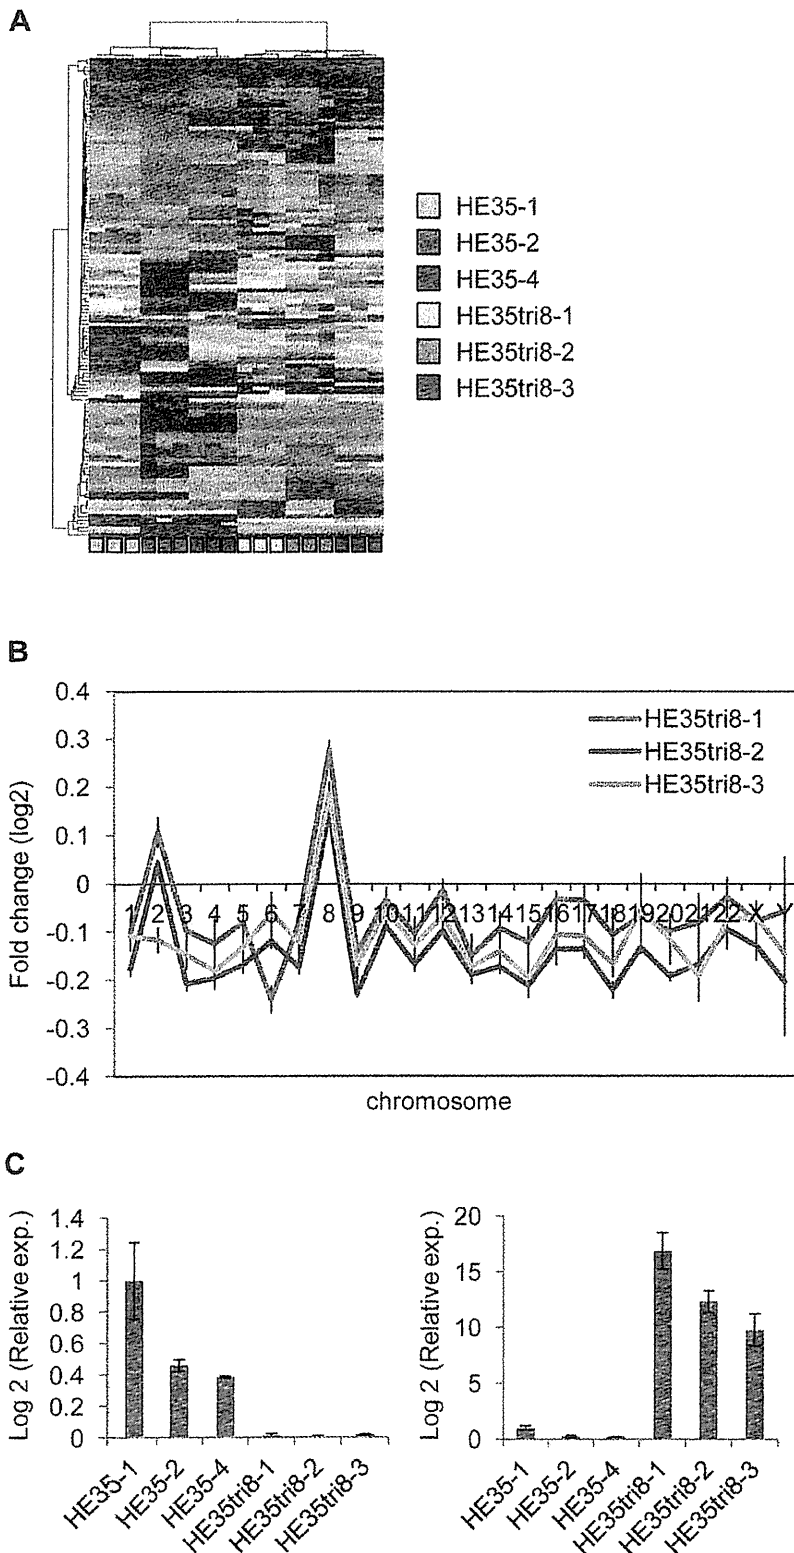 A
HE35-1
HE35-2
HE35-4
HE35tri8-1
HE35tri8-2
HE35tri8-3
B
Fold change (log2)
0.4
0.3
0.2
0.1
0
-0.1
-0.2
-0.3
-0.4
HE35tri8-1
HE35tri8-2
HE35tri8-3
1 2 3 4 5 6 7 8 9 10 11 12 13 14 15 16 17 18 19 20 21 22 X Y
chromosome
C
Log 2 (Relative exp.)
1.4
1.2
1
0.8
0.6
0.4
0.2
0
HE35-1
HE35-2
HE35-4
HE35tri8-1
HE35tri8-2
HE35tri8-3
Log 2 (Relative exp.)
20
15
10
5
0
HE35-1
HE35-2
HE35-4
HE35tri8-1
HE35tri8-2
HE35tri8-3